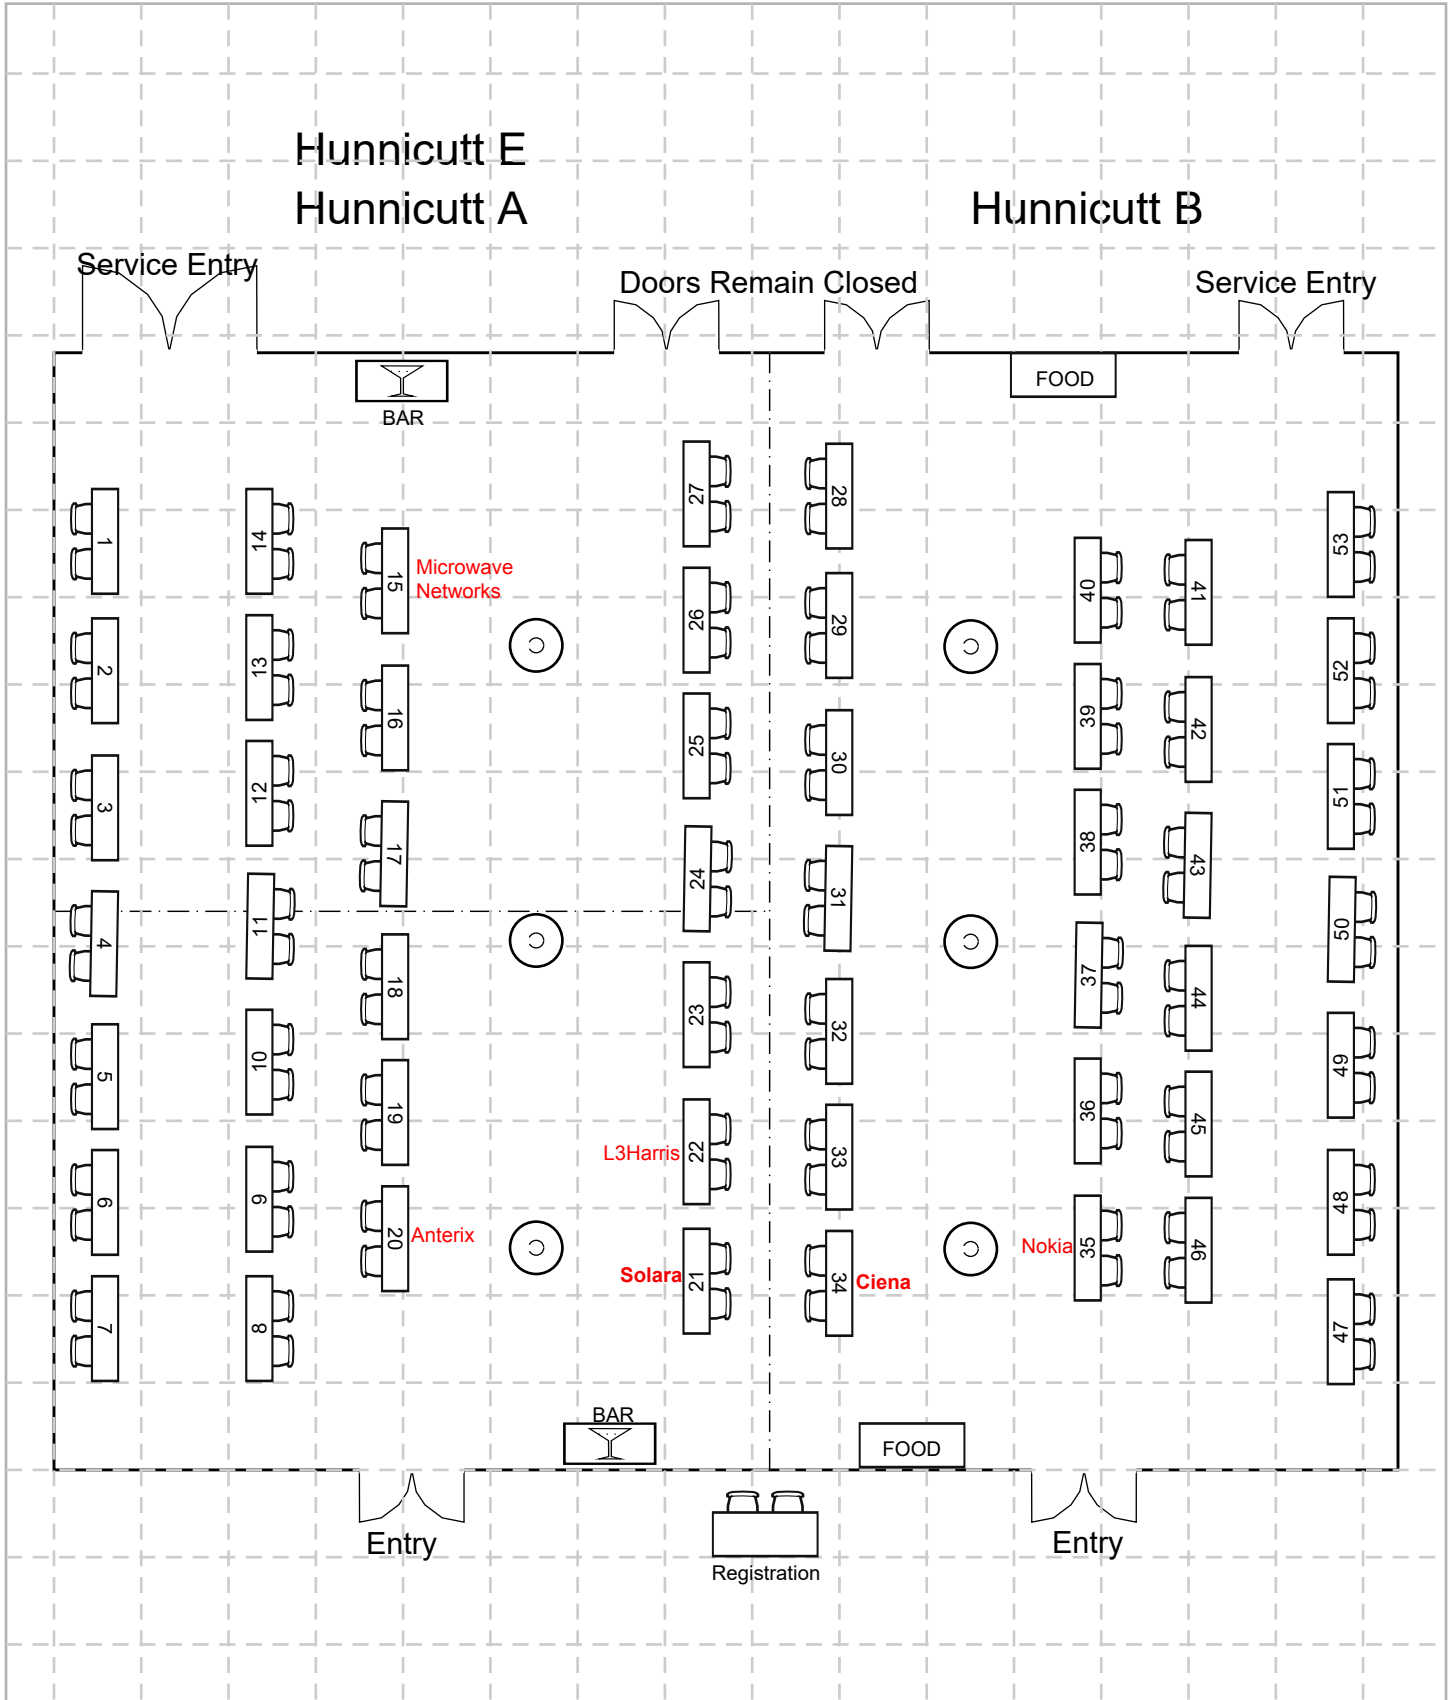 Hunnicutt E
Hunnicutt A
Hunnicutt B
Service Entry
Doors Remain Closed
Service Entry
BAR
FOOD
27
28
1
14
15
Microwave
Networks
53
40
41
26
29
2
13
16
52
39
42
25
30
3
12
17
51
38
43
24
31
4
11
18
50
37
44
23
32
5
10
19
49
36
45
L3Harris
22
33
6
9
20
Anterix
48
Nokia
35
46
Solara
21
34
Ciena
7
8
47
BAR
FOOD
Entry
Entry
Registration